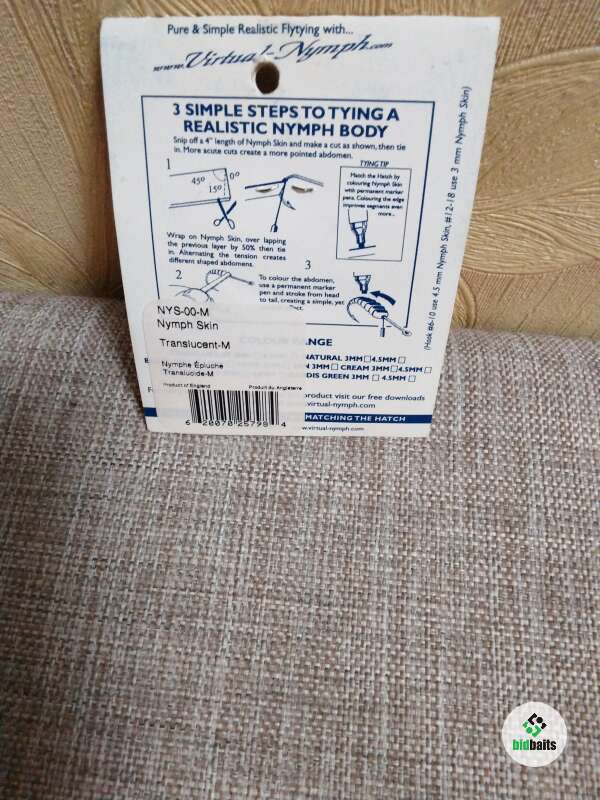 Pure & Simple Realistic Flytying with...
www.Virtual-Nymph.com
3 SIMPLE STEPS TO TYING A
REALISTIC NYMPH BODY
Snip off a 4" length of Nymph Skin and make a cut as shown, then tie
in. More acute cuts create a more pointed abdomen.
TYING TIP
Match the Hatch by
colouring Nymph Skin
with permanent marker
pens. Colouring the edge
improves segments even
more...
1
45º
0º
15º
Wrap on Nymph Skin, over lapping
the previous layer by 50% then tie
in. Alternating the tension creates
different shaped abdomens.
2
3
To colour the abdomen,
use a permanent marker
pen and stroke from head
to tail, creating a simple, yet
(Hook #6-10 use 4.5 mm Nymph Skin, #12-18 use 3 mm Nymph Skin)
NYS-00-M
Nymph Skin
Translucent-M
Nymphe Épluche
Translucide-M
Product of England
Produit du Angleterre
6 20070 25798 4
COLOUR RANGE
NATURAL 3MM 4.5MM
3MM CREAM 3MM 4.5MM
GREEN 3MM 4.5MM
product visit our free downloads
virtual-nymph.com
MATCHING THE HATCH
www.virtual-nymph.com
bidbaits